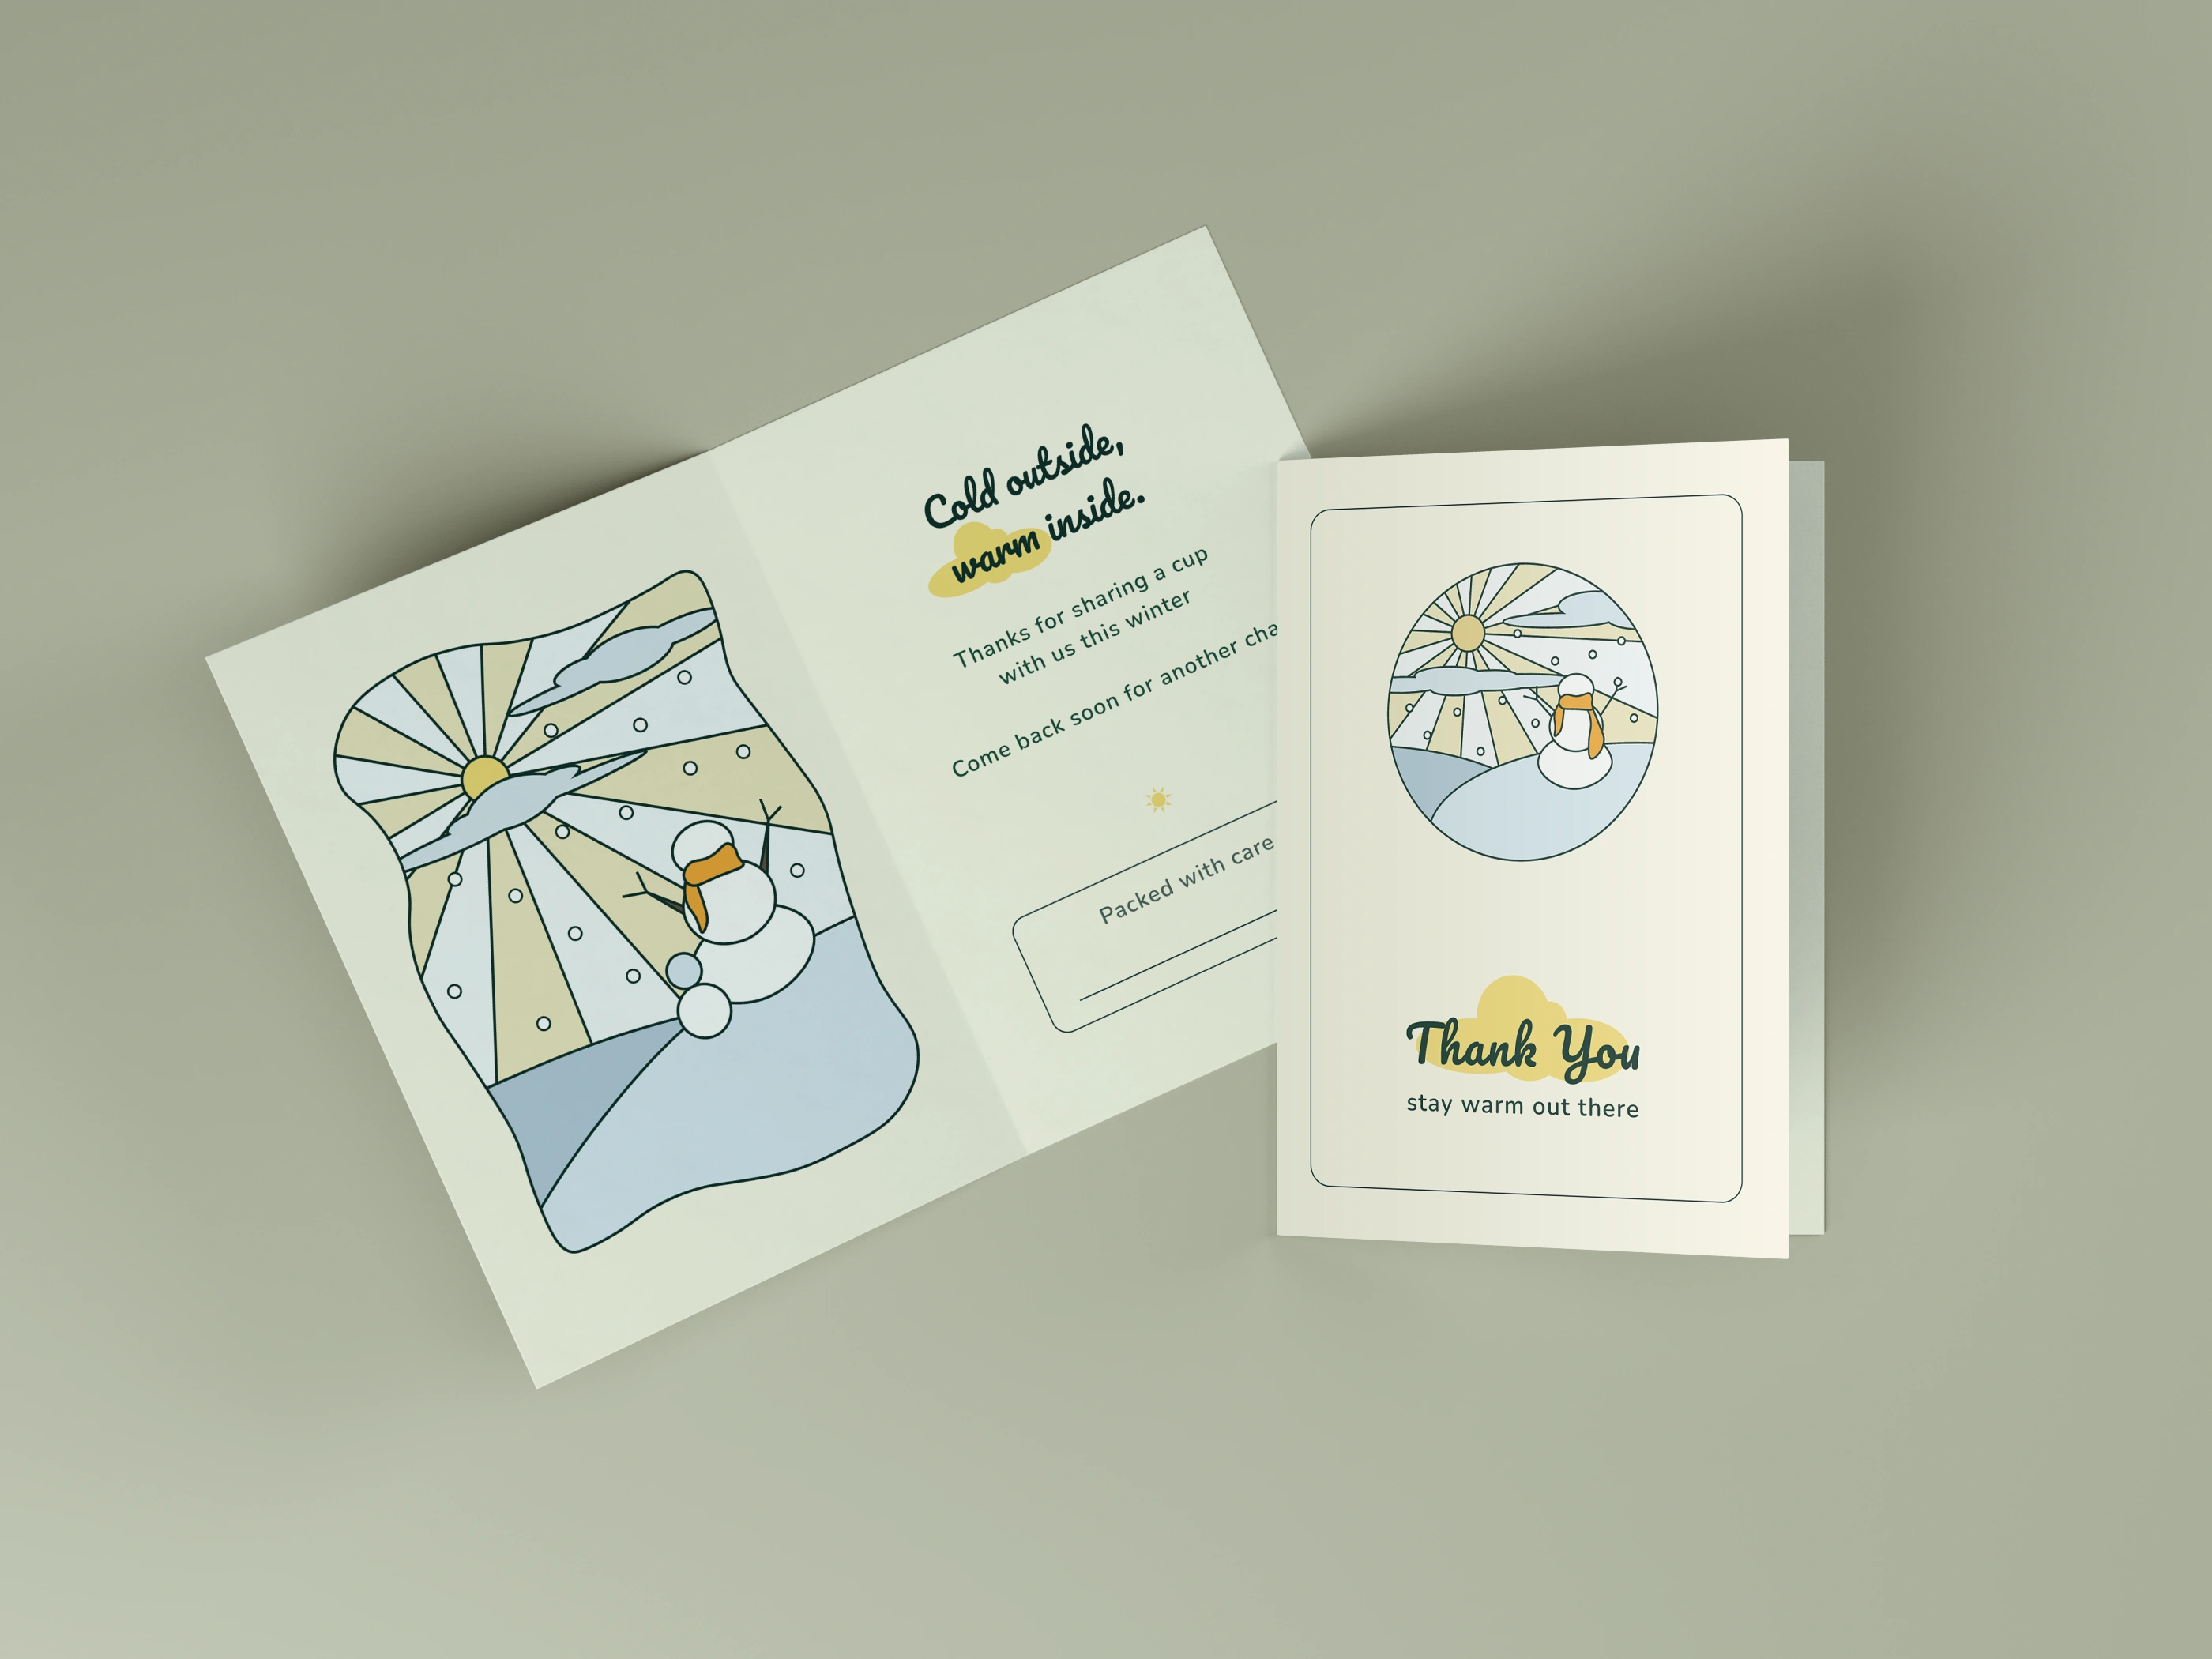 Cold outside,
warm inside.
Thanks for sharing a cup
with us this winter
Come back soon for another
Packed with care
Thank You
stay warm out there